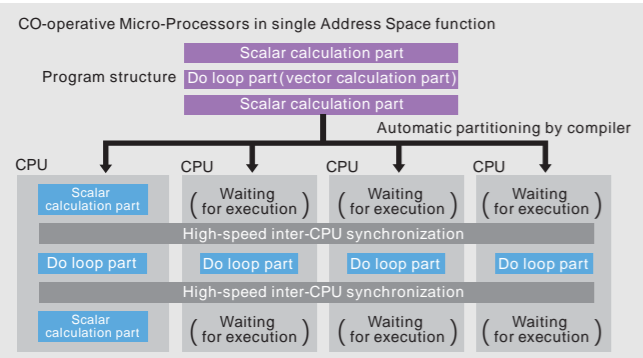 CO-operative Micro-Processors in single Address Space function
Scalar calculation part
Program structure
Do loop part(vector calculation part)
Scalar calculation part
Automatic partitioning by compiler
CPU
CPU
CPU
CPU
Scalar
calculation part
(Waiting
for execution)
(Waiting
for execution)
(Waiting
for execution)
High-speed inter-CPU synchronization
Do loop part
Do loop part
Do loop part
Do loop part
High-speed inter-CPU synchronization
Scalar
calculation part
(Waiting
for execution)
(Waiting
for execution)
(Waiting
for execution)